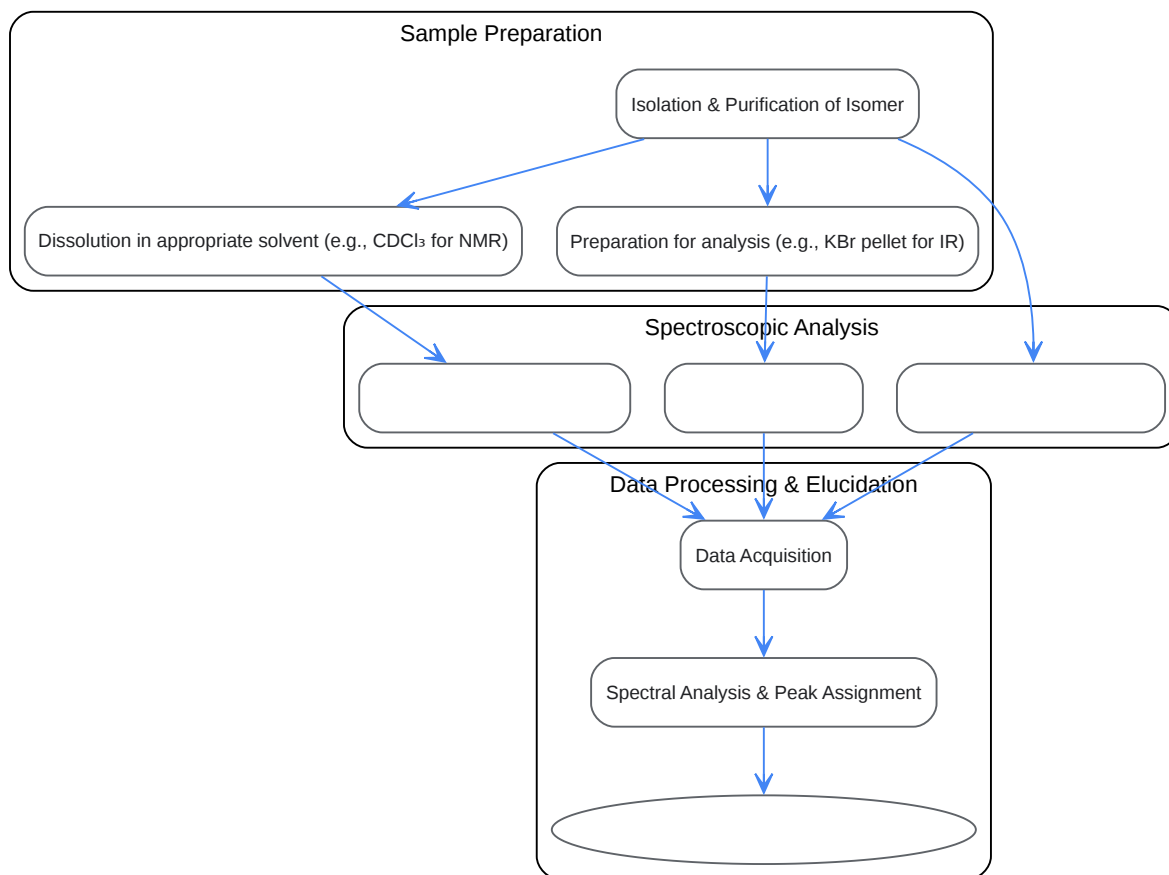 Sample Preparation
Isolation & Purification of Isomer
Dissolution in appropriate solvent (e.g., CDCl₃ for NMR)
Preparation for analysis (e.g., KBr pellet for IR)
Spectroscopic Analysis
Data Processing & Elucidation
Data Acquisition
Spectral Analysis & Peak Assignment